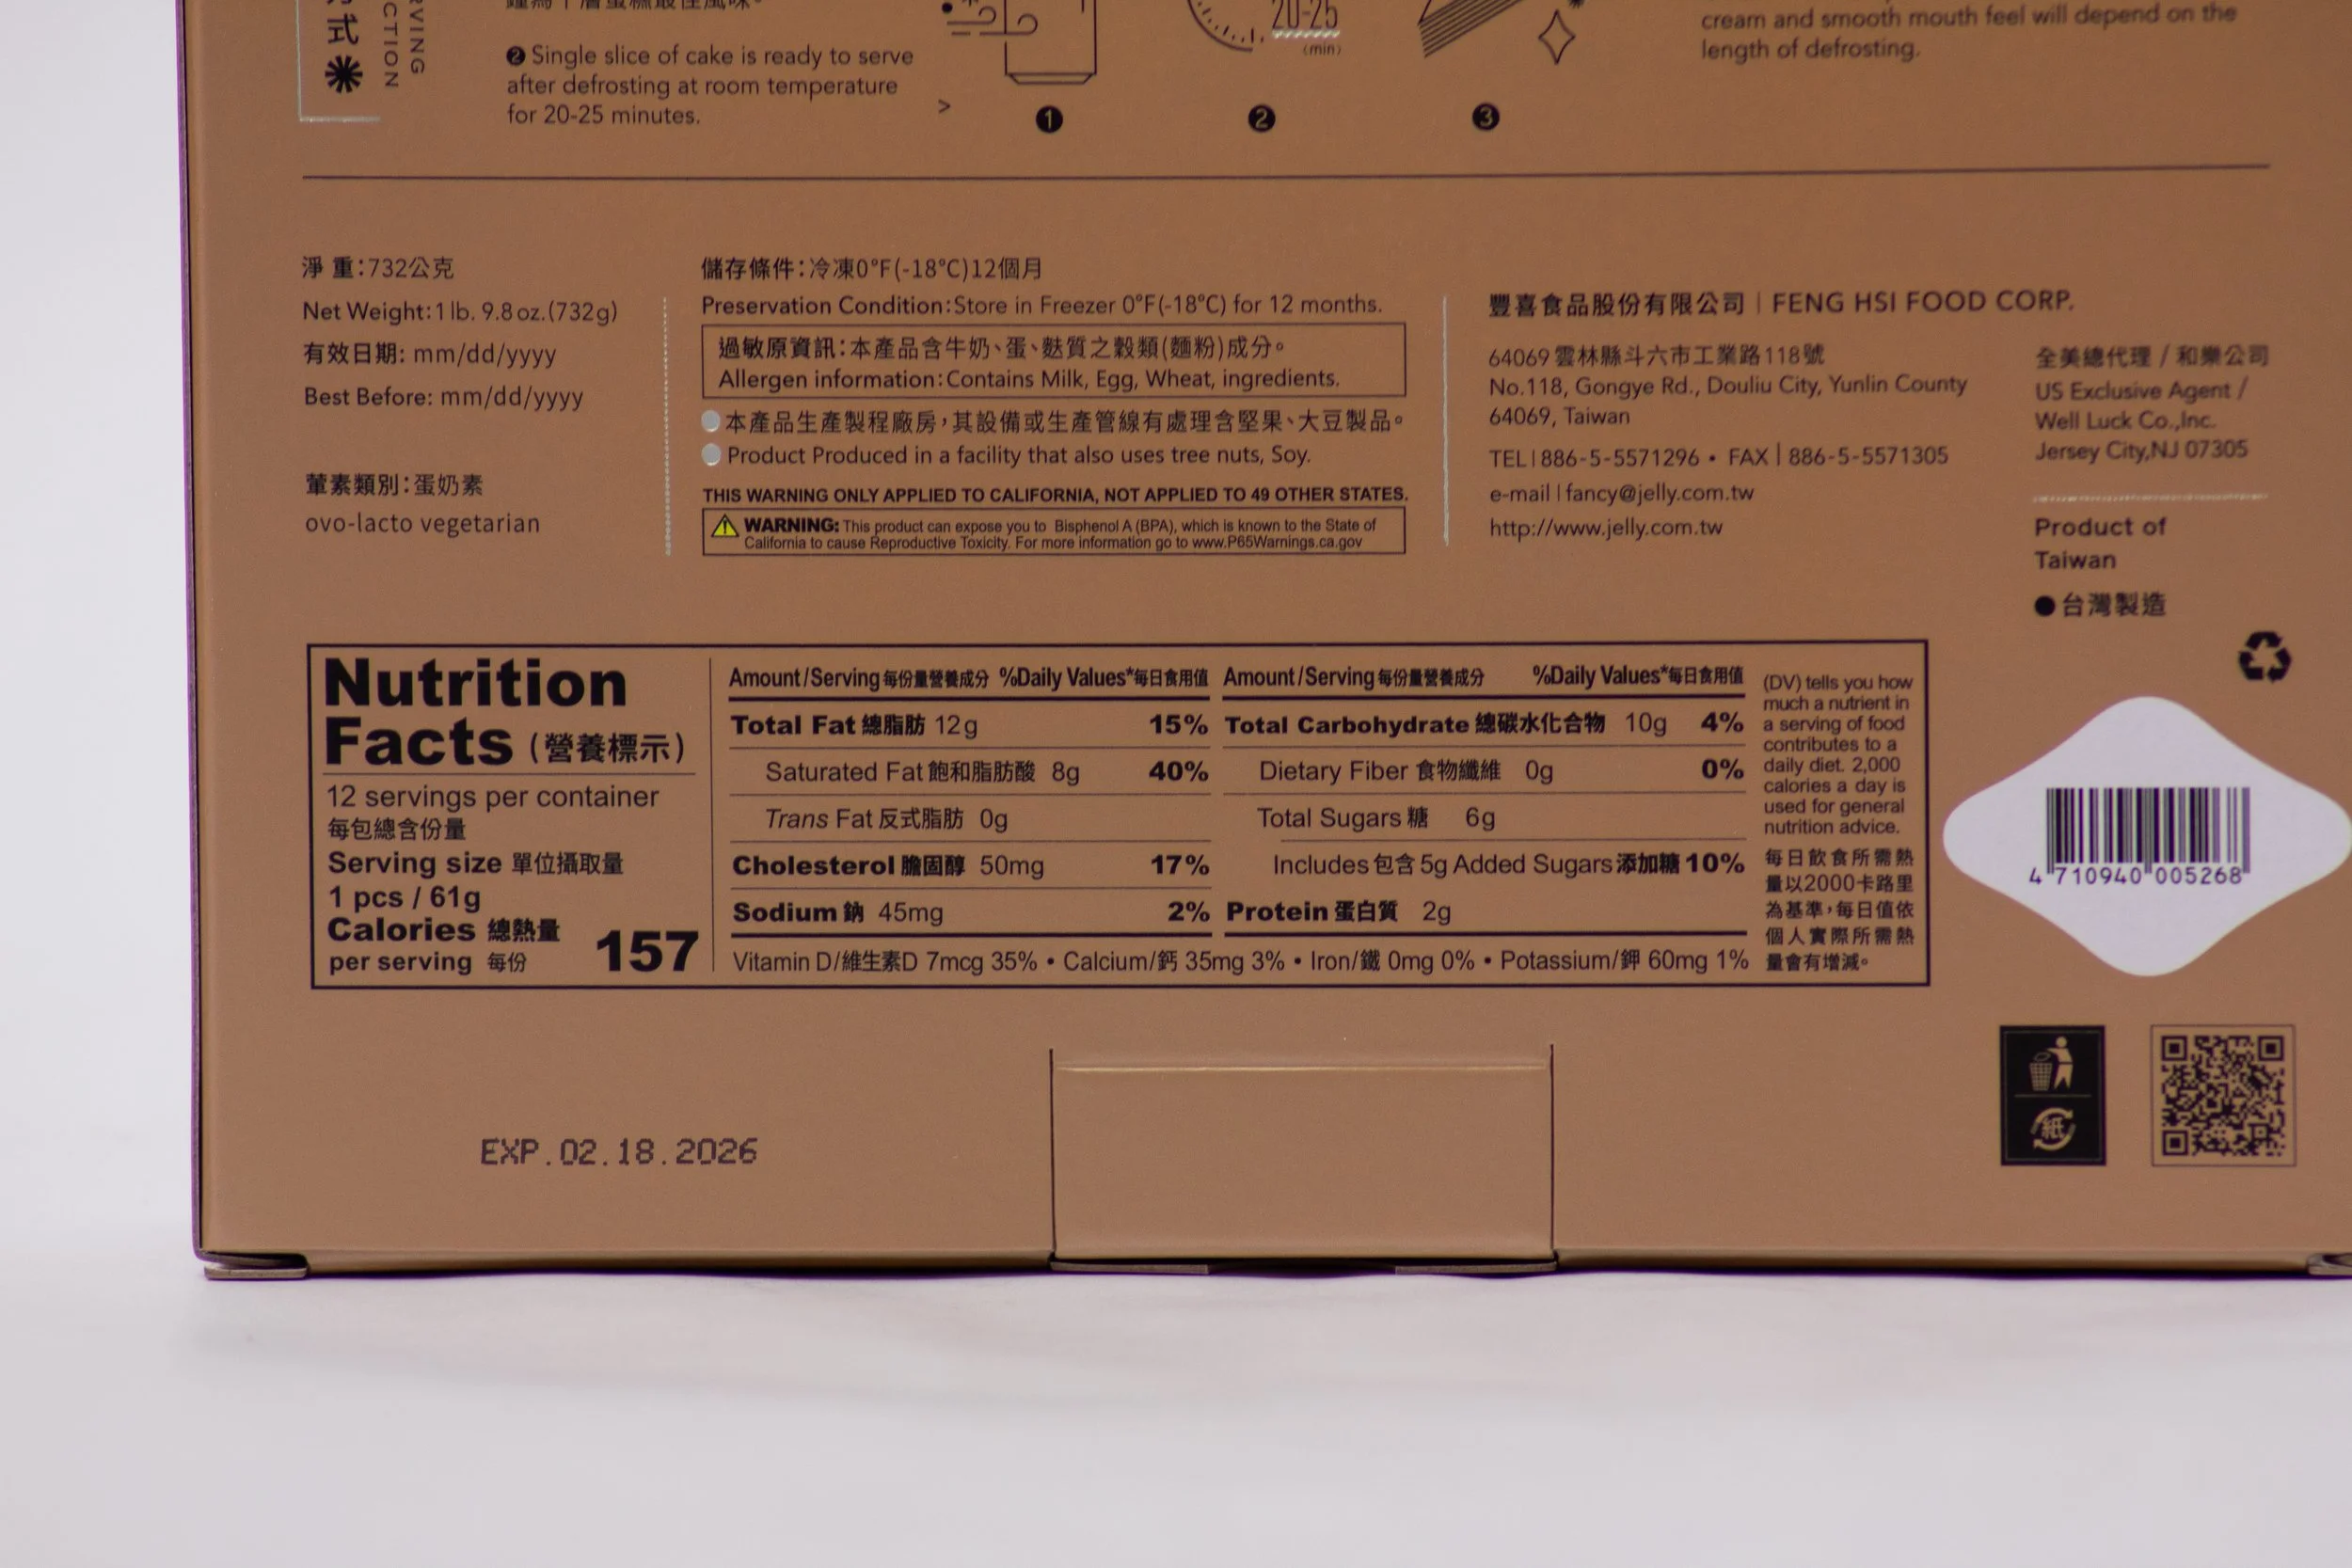 式
RVING
CTION
❷ Single slice of cake is ready to serve
after defrosting at room temperature
for 20-25 minutes.
>
❶
20-25
(min)
❷
❸
cream and smooth mouth feel will depend on the
length of defrosting.
淨 重：732公克
Net Weight: 1 lb. 9.8 oz. (732g)
有效日期: mm/dd/yyyy
Best Before: mm/dd/yyyy
葷素類別：蛋奶素
ovo-lacto vegetarian
儲存條件：冷凍0°F(-18°C)12個月
Preservation Condition: Store in Freezer 0°F(-18°C) for 12 months.
過敏原資訊：本產品含牛奶、蛋、麩質之穀類(麵粉)成分。
Allergen information: Contains Milk, Egg, Wheat, ingredients.
本產品生產製程廠房，其設備或生產管線有處理含堅果、大豆製品。
Product Produced in a facility that also uses tree nuts, Soy.
THIS WARNING ONLY APPLIED TO CALIFORNIA, NOT APPLIED TO 49 OTHER STATES.
WARNING: This product can expose you to Bisphenol A (BPA), which is known to the State of
California to cause Reproductive Toxicity. For more information go to www.P65Warnings.ca.gov
豐喜食品股份有限公司 | FENG HSI FOOD CORP.
64069 雲林縣斗六市工業路118號
No.118, Gongye Rd., Douliu City, Yunlin County
64069, Taiwan
TEL | 886-5-5571296 • FAX | 886-5-5571305
e-mail | fancy@jelly.com.tw
http://www.jelly.com.tw
全美總代理 / 和樂公司
US Exclusive Agent /
Well Luck Co.,Inc.
Jersey City,NJ 07305
Product of
Taiwan
●台灣製造
Nutrition
Facts (營養標示)
12 servings per container
每包總含份量
Serving size 單位攝取量
1 pcs / 61g
Calories 總熱量
per serving 每份 157
Amount/Serving 每份量營養成分 %Daily Values*每日食用值
Total Fat 總脂肪 12g 15%
Saturated Fat 飽和脂肪酸 8g 40%
Trans Fat 反式脂肪 0g
Cholesterol 膽固醇 50mg 17%
Sodium 鈉 45mg 2%
Amount/Serving 每份量營養成分 %Daily Values*每日食用值
Total Carbohydrate 總碳水化合物 10g 4%
Dietary Fiber 食物纖維 0g 0%
Total Sugars 糖 6g
Includes 包含 5g Added Sugars 添加糖 10%
Protein 蛋白質 2g
Vitamin D/維生素D 7mcg 35% • Calcium/鈣 35mg 3% • Iron/鐵 0mg 0% • Potassium/鉀 60mg 1%
(DV) tells you how
much a nutrient in
a serving of food
contributes to a
daily diet. 2,000
calories a day is
used for general
nutrition advice.
每日飲食所需熱
量以2000卡路里
為基準，每日值依
個人實際所需熱
量會有增減。
4 710940 005268
紙
EXP.02.18.2026